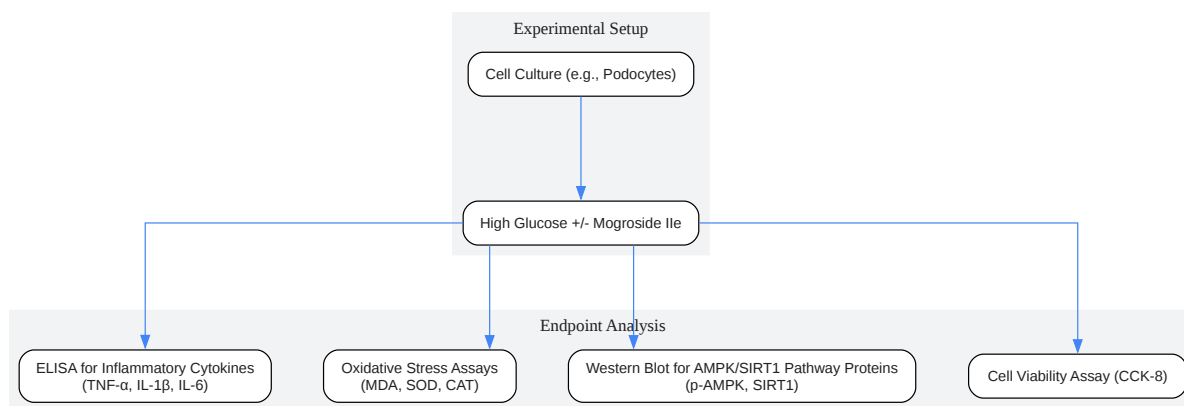 Experimental Setup
Cell Culture (e.g., Podocytes)
High Glucose +/- Mogroside IIe
Endpoint Analysis
ELISA for Inflammatory Cytokines
(TNF-α, IL-1β, IL-6)
Oxidative Stress Assays
(MDA, SOD, CAT)
Western Blot for AMPK/SIRT1 Pathway Proteins
(p-AMPK, SIRT1)
Cell Viability Assay (CCK-8)